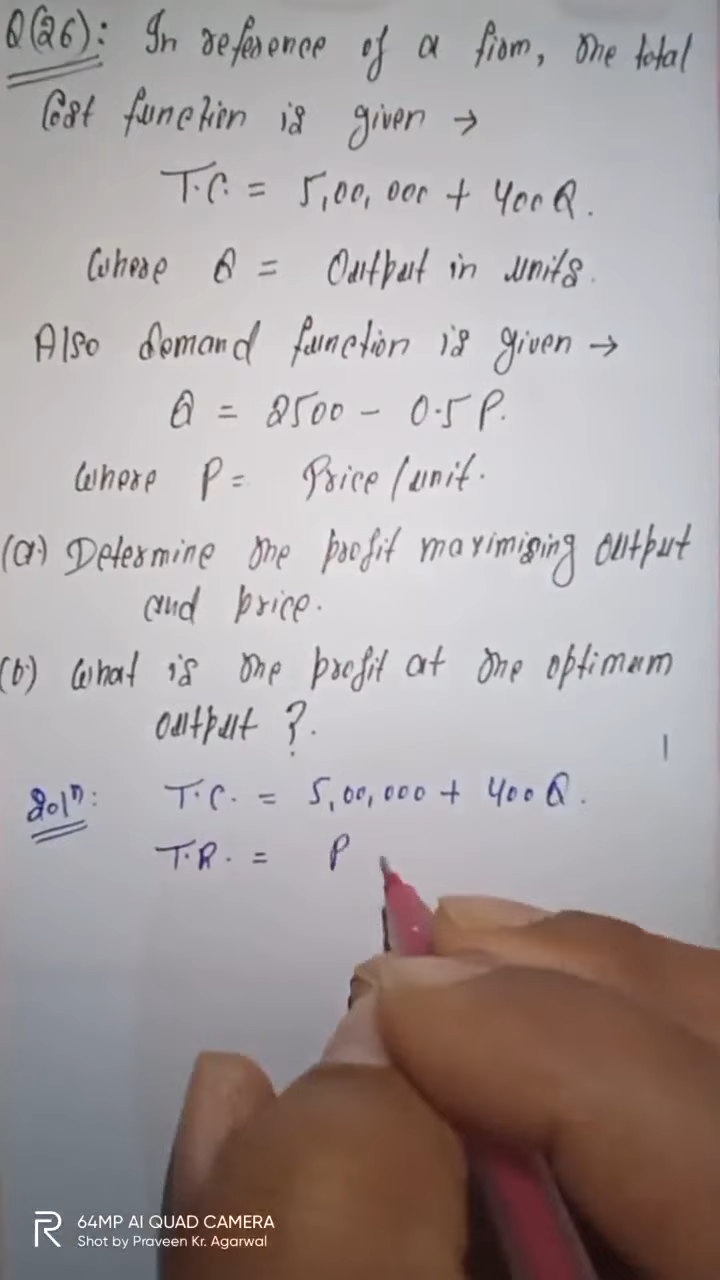 Q(26): In reference of a firm, the total
Cost function is given →
T.C. = 5,00,000 + 400Q.
Where Q = Output in units.
Also demand function is given →
Q = 2500 - 0.5 P.
Where P = Price/unit.
(a) Determine the profit maximising output
and price.
(b) What is the profit at the optimum
output?.
Solⁿ: T.C. = 5,00,000 + 400Q.
T.R. = P
64MP AI QUAD CAMERA
Shot by Praveen Kr. Agarwal